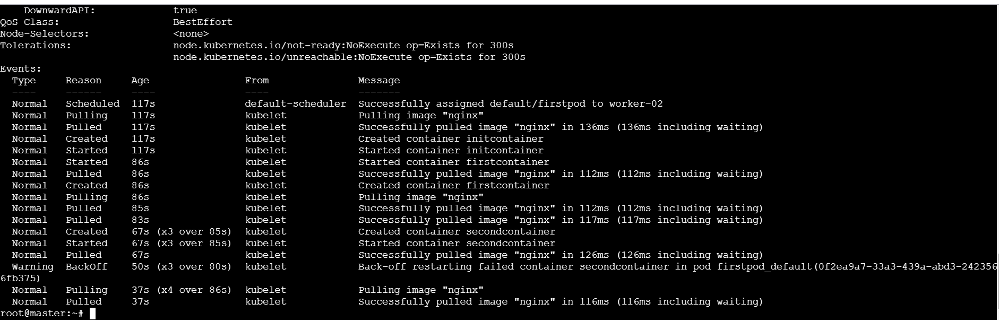 DownwardAPI: true
QoS Class: BestEffort
Node-Selectors: <none>
Tolerations: node.kubernetes.io/not-ready:NoExecute op=Exists for 300s
node.kubernetes.io/unreachable:NoExecute op=Exists for 300s
Events:
Type Reason Age From Message
---- ------ ---- ---- -------
Normal Scheduled 117s default-scheduler Successfully assigned default/firstpod to worker-02
Normal Pulling 117s kubelet Pulling image "nginx"
Normal Pulled 117s kubelet Successfully pulled image "nginx" in 136ms (136ms including waiting)
Normal Created 117s kubelet Created container initcontainer
Normal Started 117s kubelet Started container initcontainer
Normal Started 86s kubelet Started container firstcontainer
Normal Pulled 86s kubelet Successfully pulled image "nginx" in 112ms (112ms including waiting)
Normal Created 86s kubelet Created container firstcontainer
Normal Pulling 86s kubelet Pulling image "nginx"
Normal Pulled 85s kubelet Successfully pulled image "nginx" in 112ms (112ms including waiting)
Normal Pulled 83s kubelet Successfully pulled image "nginx" in 117ms (117ms including waiting)
Normal Created 67s (x3 over 85s) kubelet Created container secondcontainer
Normal Started 67s (x3 over 85s) kubelet Started container secondcontainer
Normal Pulled 67s kubelet Successfully pulled image "nginx" in 126ms (126ms including waiting)
Warning BackOff 50s (x3 over 80s) kubelet Back-off restarting failed container secondcontainer in pod firstpod_default(0f2ea9a7-33a3-439a-abd3-242356
6fb375)
Normal Pulling 37s (x4 over 86s) kubelet Pulling image "nginx"
Normal Pulled 37s kubelet Successfully pulled image "nginx" in 116ms (116ms including waiting)
root@master:~#